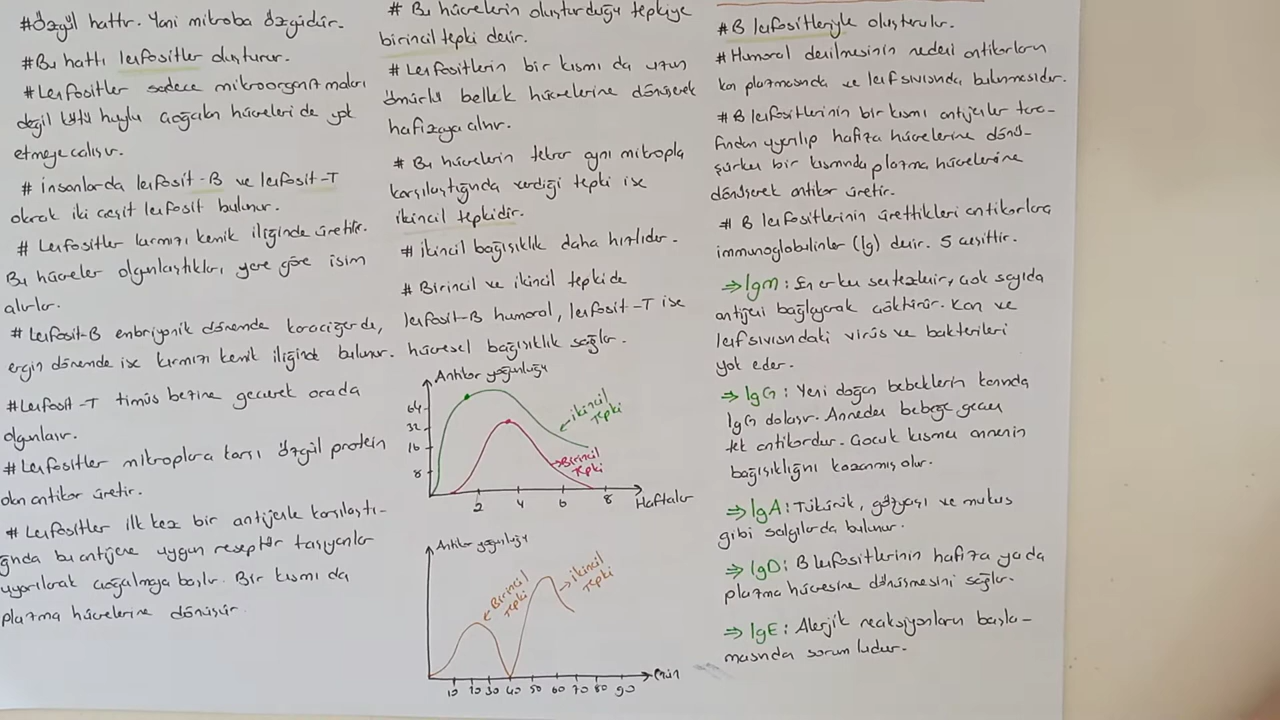 #Özgül hattır. Yani mikroba özgüdür.
#Bu hattı lenfositler oluşturur.
#Lenfositler sadece mikroorganizmaları
değil kötü huylu çoğalan hücreleri de yok
etmeye çalışır.
# İnsanlarda lenfosit-B ve lenfosit-T
olarak iki çeşit lenfosit bulunur.
# Lenfositler kırmızı kemik iliğinde üretilir.
Bu hücreler olgunlaştıkları yere göre isim
alırlar.
# Lenfosit-B embriyonik dönemde karaciğerde,
ergin dönemde ise kırmızı kemik iliğinde bulunur.
#Lenfosit-T timüs bezine geçerek orada
olgunlaşır.
#Lenfositler mikroplara karşı özgül protein
olan antikor üretir.
# Lenfositler ilk kez bir antijenle karşılaştı-
ğında bu antijene uygun reseptör taşıyanlar
uyarılarak çoğalmaya başlar. Bir kısmı da
plazma hücrelerine dönüşür.
# Bu hücrelerin oluşturduğu tepkiye
birincil tepki denir.
# Lenfositlerin bir kısmı da uzun
ömürlü bellek hücrelerine dönüşerek
hafızaya alınır.
# Bu hücrelerin tekrar aynı mikropla
karşılaştığında verdiği tepki ise
ikincil tepkidir.
# İkincil bağışıklık daha hızlıdır.
# Birincil ve ikincil tepkide
lenfosit-B humoral, lenfosit-T ise
hücresel bağışıklık sağlar.
Antikor yoğunluğu
64
32
16
8
İkincil
tepki
Birincil
tepki
2 4 6 8
Haftalar
Antikor yoğunluğu
Birincil
tepki
İkincil
tepki
10 20 30 40 50 60 70 80 90
Gün
#B lenfositleriyle oluşturulur.
#Humoral denilmesinin nedeni antikorların
kan plazmasında ve lenf sıvısında bulunmasıdır.
#B lenfositlerinin bir kısmı antijenler tara-
fından uyarılıp hafıza hücrelerine dönü-
şürken bir kısmında plazma hücrelerine
dönüşerek antikor üretir.
# B lenfositlerinin ürettikleri antikorlara
immunoglobulinler (Ig) denir. 5 çeşittir.
⇒ IgM: En erken sentezlenir, çok sayıda
antijeni bağlayarak çöktürür. Kan ve
lenf sıvısındaki virüs ve bakterileri
yok eder.
⇒ IgG: Yeni doğan bebeklerin kanında
IgG dolaşır. Anneden bebeğe geçen
tek antikordur. Çocuk kısmen annenin
bağışıklığını kazanmış olur.
⇒ IgA: Tükürük, gözyaşı ve mukus
gibi salgılarda bulunur.
⇒ IgD: B lenfositlerinin hafıza yada
plazma hücresine dönüşmesini sağlar.
⇒ IgE: Alerjik reaksiyonların başla-
masında sorumludur.